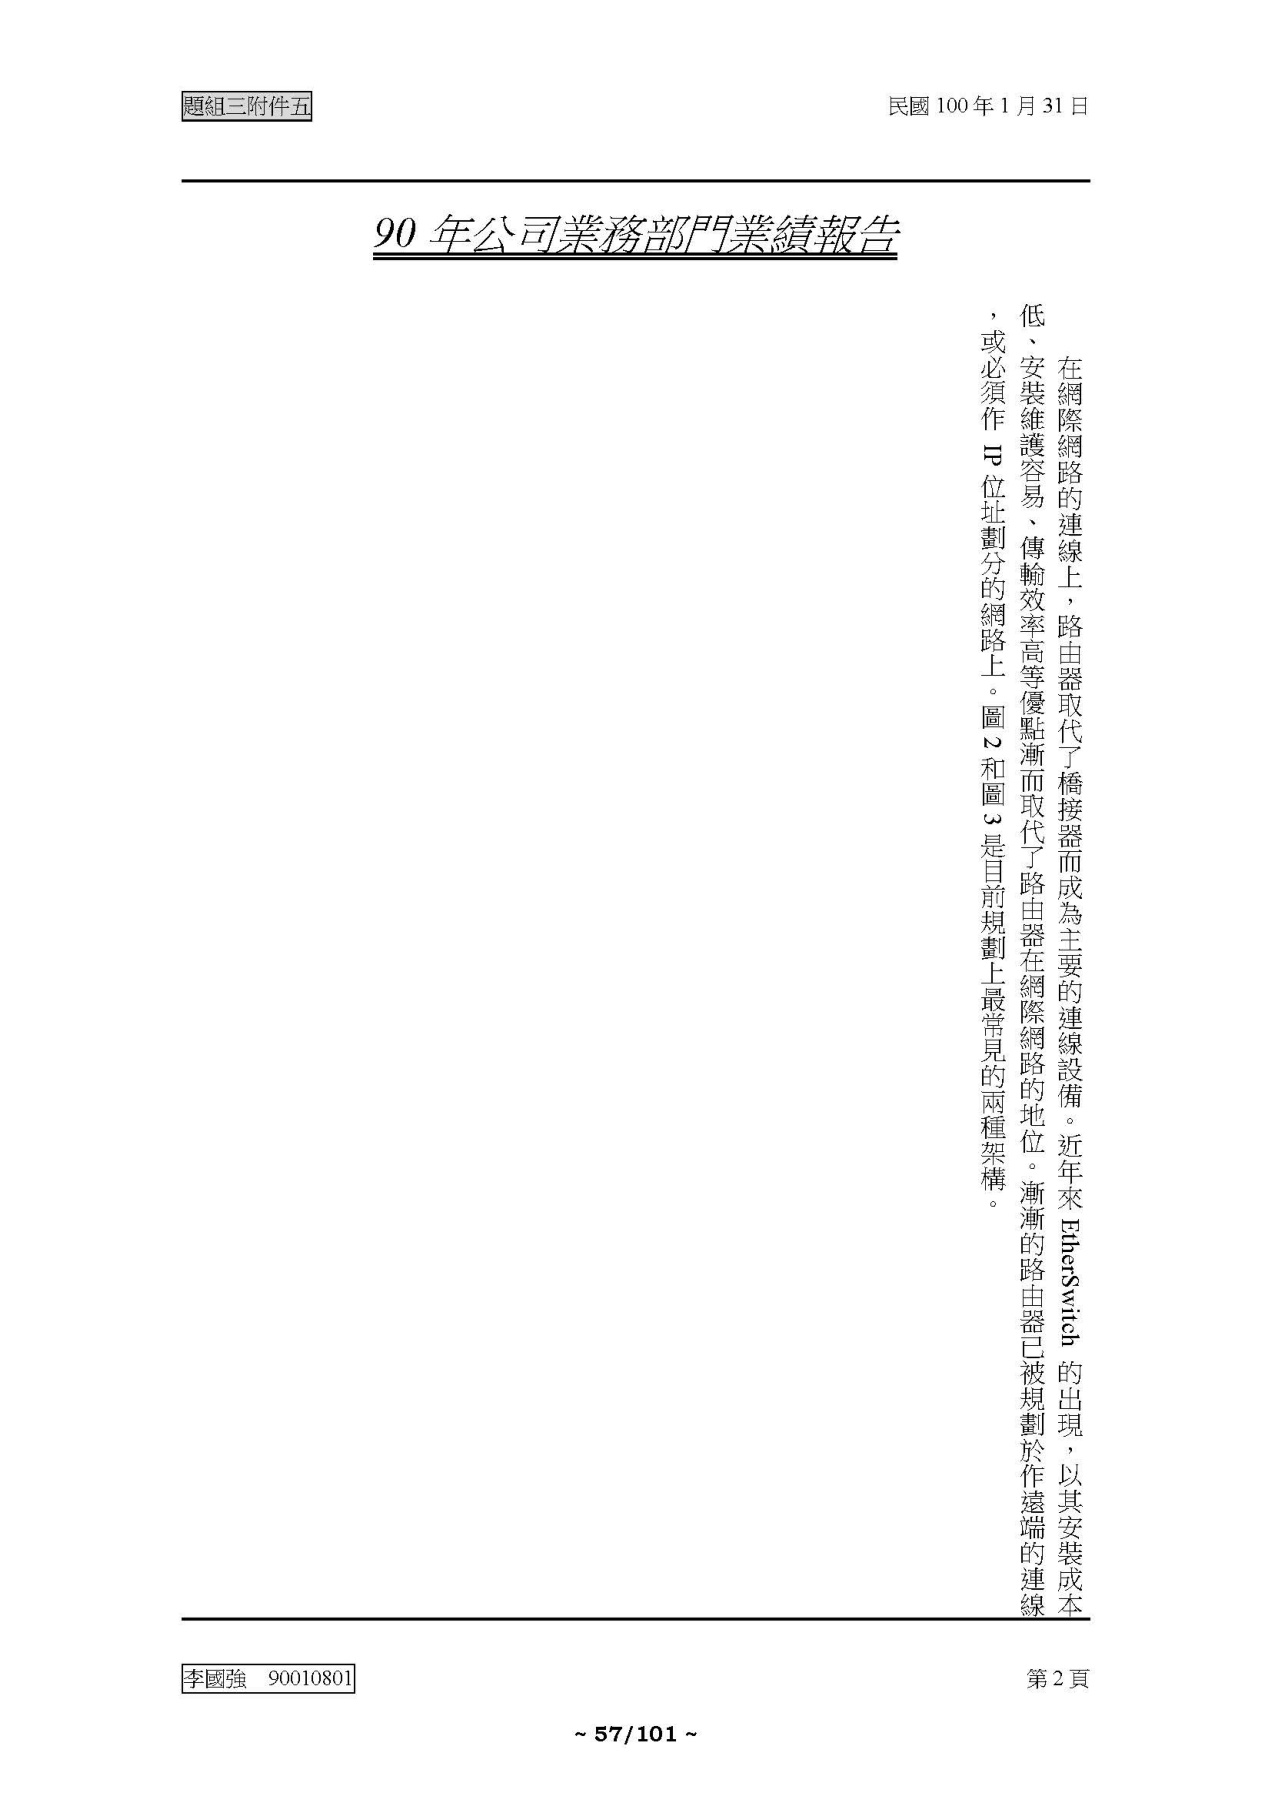 題組三附件五
民國 100 年 1 月 31 日
90 年公司業務部門業績報告
在網際網路的連線上，路由器取代了橋接器而成為主要的連線設備。近年來 EtherSwitch 的出現，以其安裝成本
低、安裝維護容易、傳輸效率高等優點漸而取代了路由器在網際網路的地位。漸漸的路由器已被規劃於作遠端的連線
，或必須作 IP 位址劃分的網路上。圖 2 和圖 3 是目前規劃上最常見的兩種架構。
李國強　90010801
第 2 頁
~ 57/101 ~